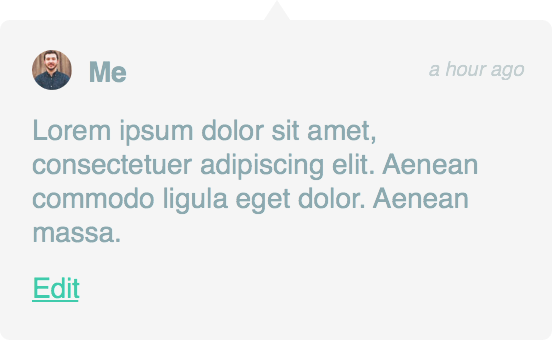 Me
a hour ago
Lorem ipsum dolor sit amet,
consectetuer adipiscing elit. Aenean
commodo ligula eget dolor. Aenean
massa.
Edit